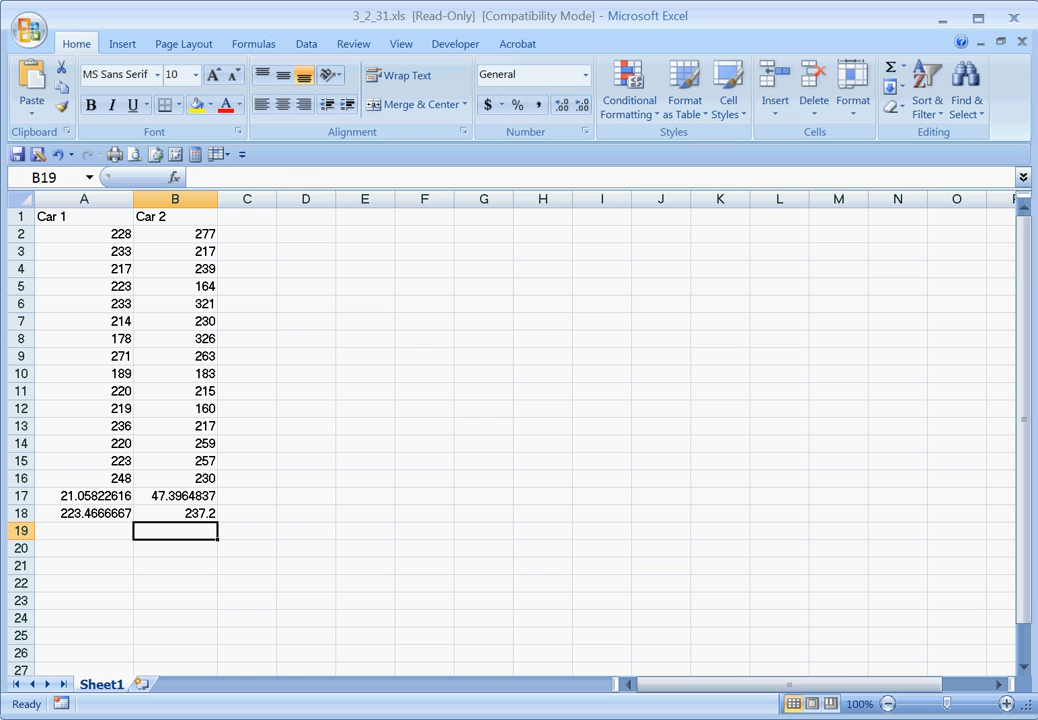 3_2_31.xls [Read-Only] [Compatibility Mode] - Microsoft Excel
Home Insert Page Layout Formulas Data Review View Developer Acrobat
MS Sans Serif 10 A A Wrap Text General
Paste B I U A Merge & Center $ % , .00 .00 Conditional Formatting Format as Table Cell Styles Insert Delete Format Σ Sort & Filter Find & Select
Clipboard Font Alignment Number Styles Cells Editing
B19 fx
A B C D E F G H I J K L M N O
1 Car 1 Car 2
2 228 277
3 233 217
4 217 239
5 223 164
6 233 321
7 214 230
8 178 326
9 271 263
10 189 183
11 220 215
12 219 160
13 236 217
14 220 259
15 223 257
16 248 230
17 21.05822616 47.3964837
18 223.4666667 237.2
19
20
21
22
23
24
25
26
27
Sheet1
Ready 100%